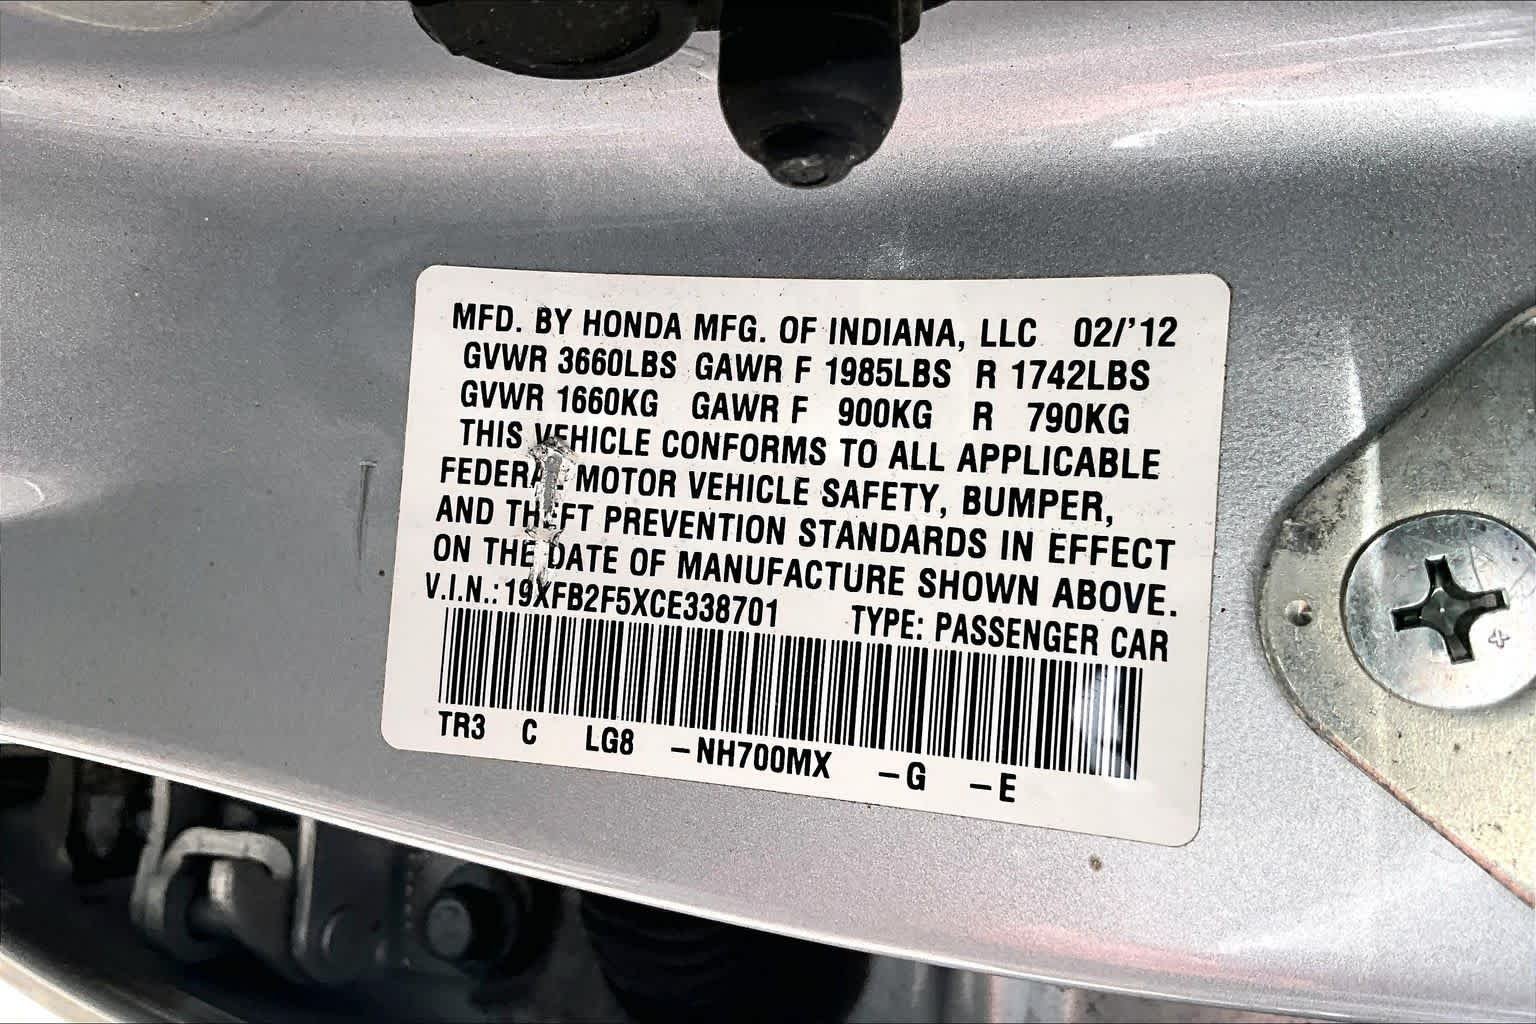 MFD. BY HONDA MFG. OF INDIANA, LLC 02/'12
GVWR 3660LBS GAWR F 1985LBS R 1742LBS
GVWR 1660KG GAWR F 900KG R 790KG
THIS VEHICLE CONFORMS TO ALL APPLICABLE
FEDERAL MOTOR VEHICLE SAFETY, BUMPER,
AND THEFT PREVENTION STANDARDS IN EFFECT
ON THE DATE OF MANUFACTURE SHOWN ABOVE.
V.I.N.: 19XFB2F5XCE338701 TYPE: PASSENGER CAR
TR3 C LG8 -NH700MX -G -E